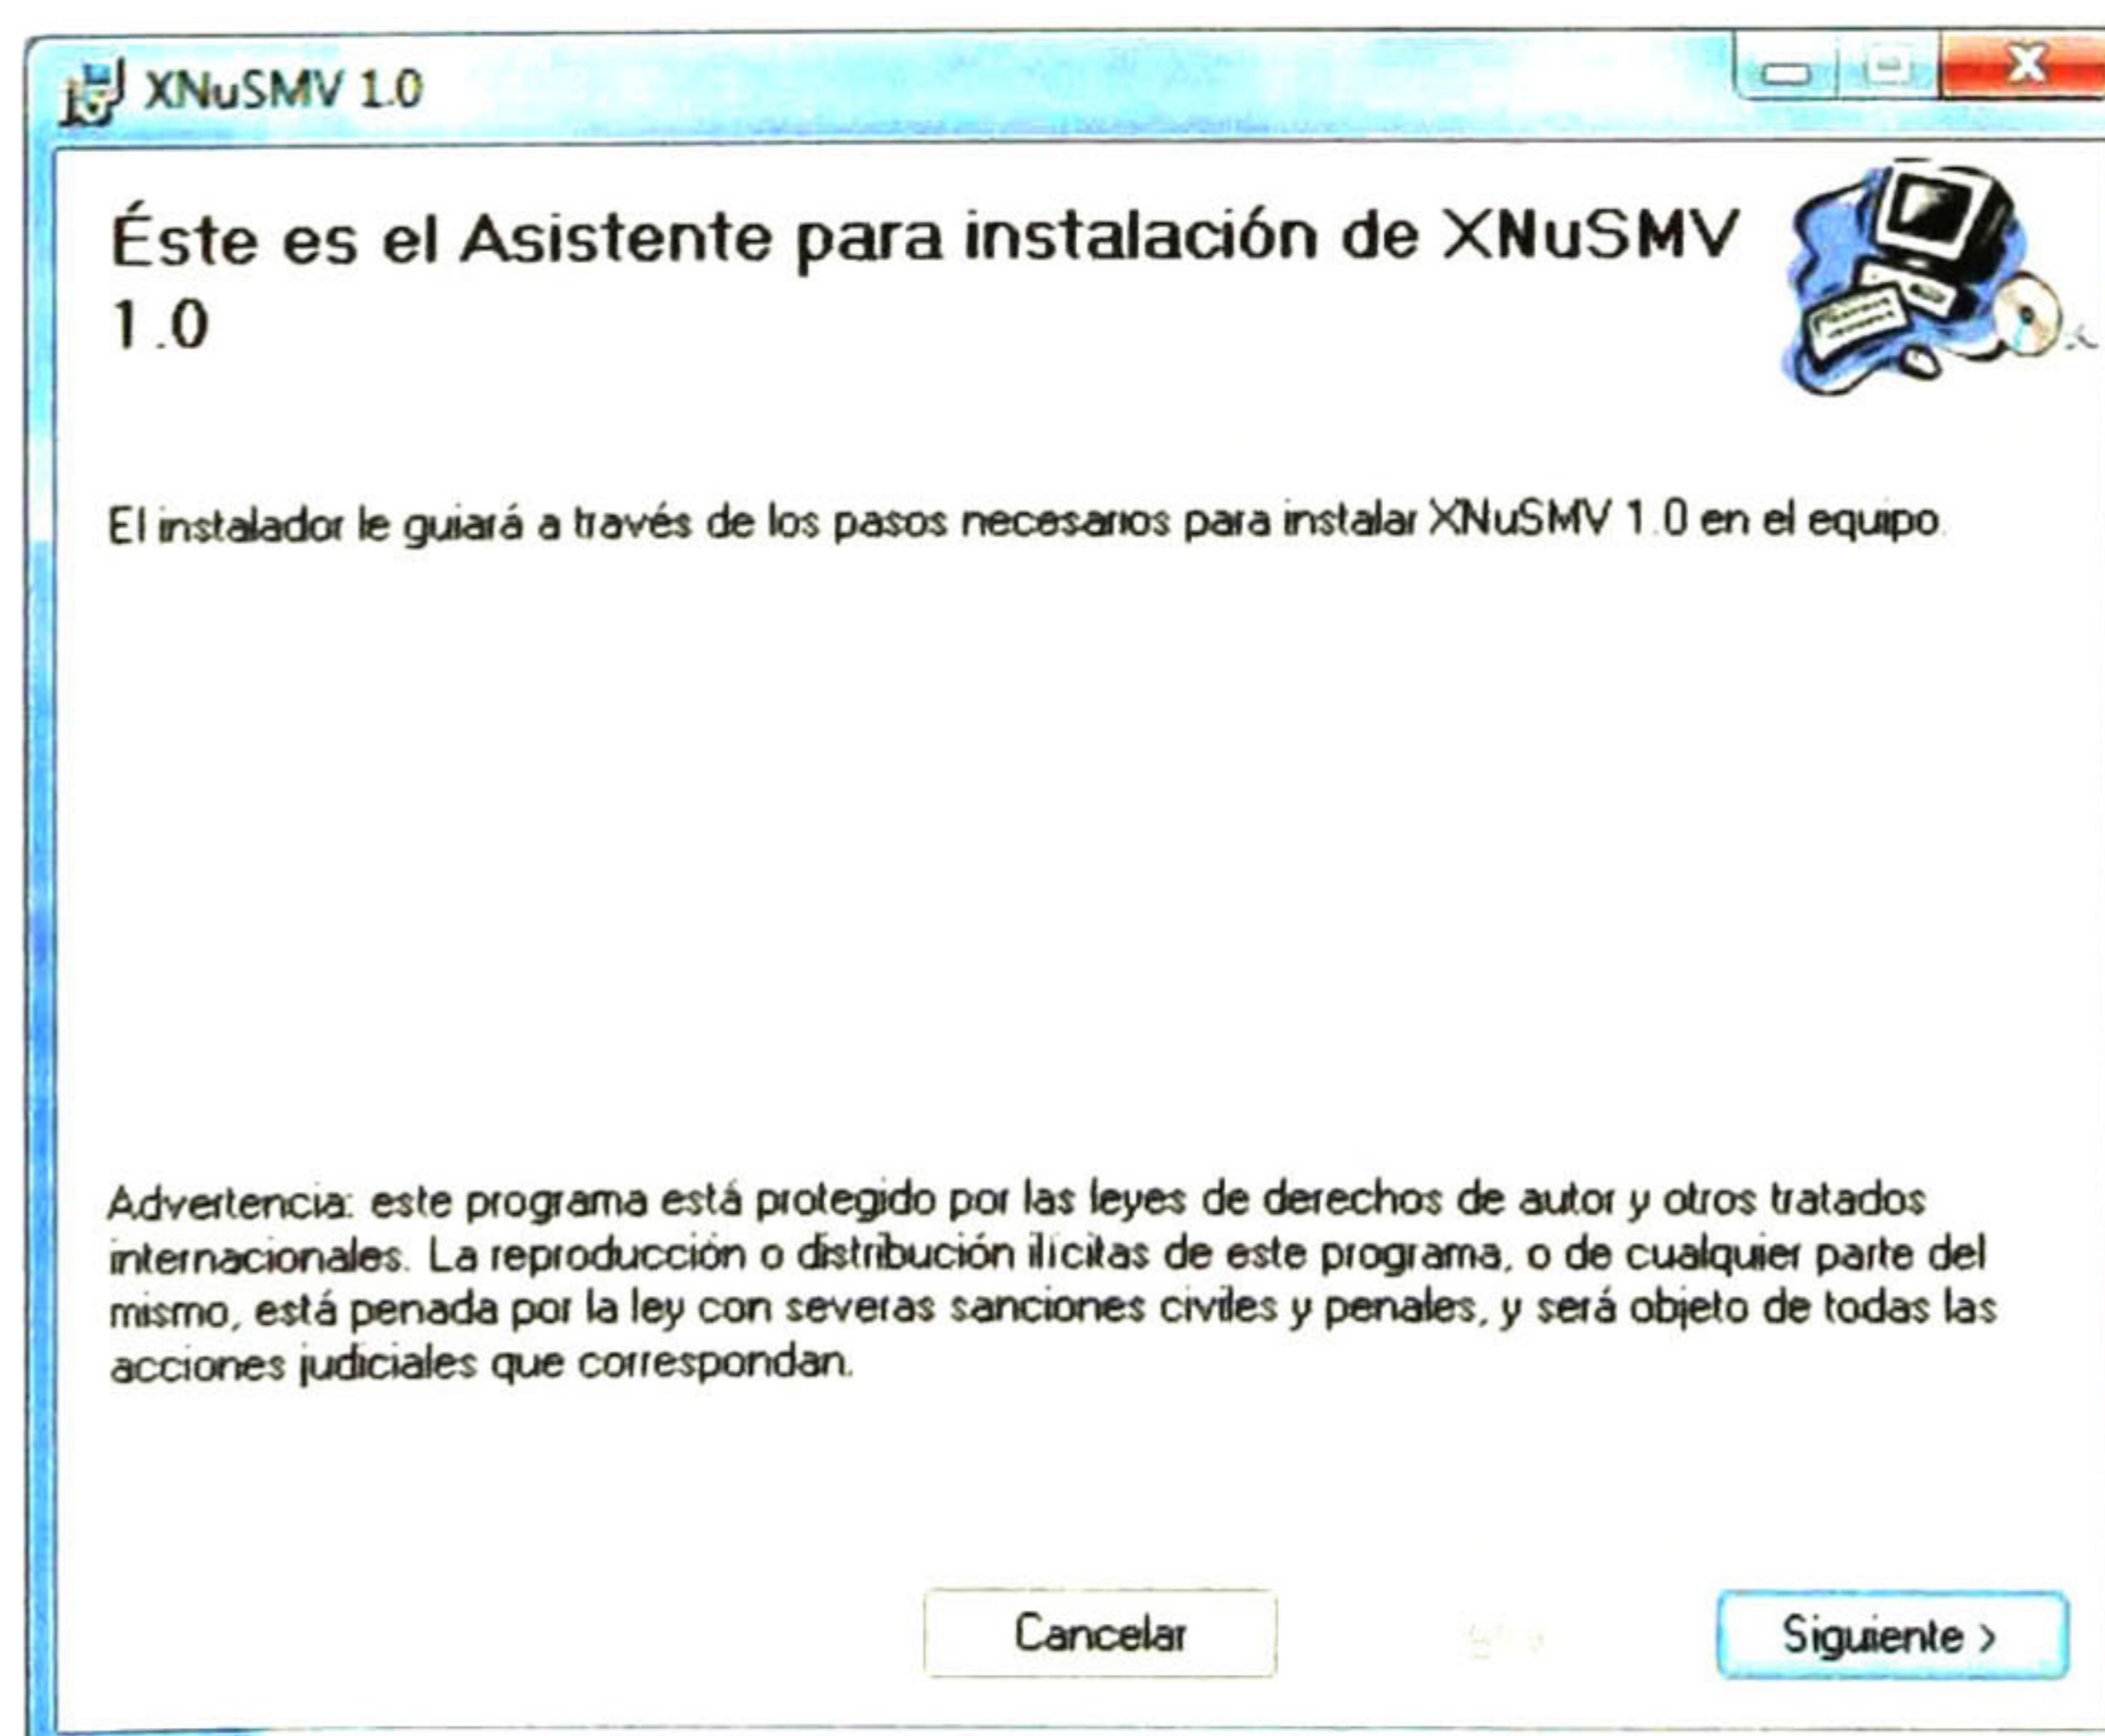 XNuSMV 1.0
Éste es el Asistente para instalación de XNuSMV
1.0
El instalador le guiará a través de los pasos necesarios para instalar XNuSMV 1.0 en el equipo.
Advertencia: este programa está protegido por las leyes de derechos de autor y otros tratados
internacionales. La reproducción o distribución ilícitas de este programa, o de cualquier parte del
mismo, está penada por la ley con severas sanciones civiles y penales, y será objeto de todas las
acciones judiciales que correspondan.
Cancelar
Siguiente >